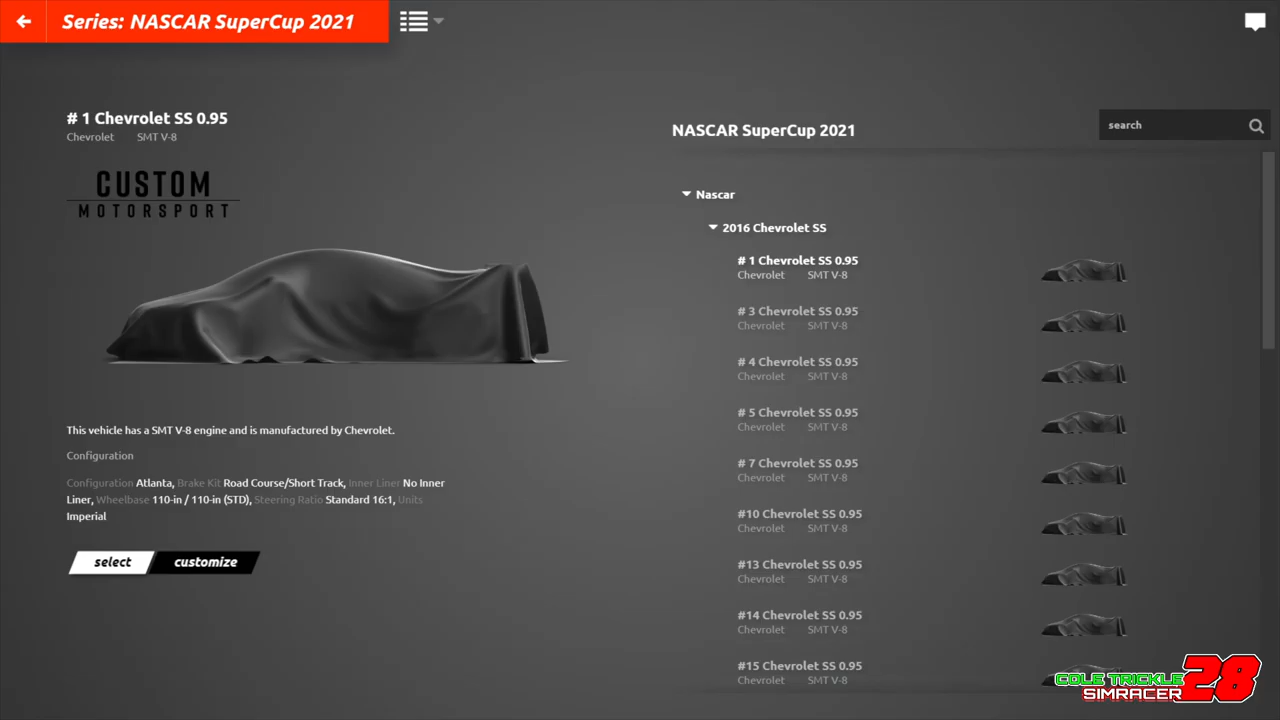 Series: NASCAR SuperCup 2021
# 1 Chevrolet SS 0.95
Chevrolet SMT V-8
CUSTOM
MOTORSPORT
This vehicle has a SMT V-8 engine and is manufactured by Chevrolet.
Configuration
Configuration Atlanta, Brake Kit Road Course/Short Track, Inner Liner No Inner
Liner, Wheelbase 110-in / 110-in (STD), Steering Ratio Standard 16:1, Units
Imperial
select customize
NASCAR SuperCup 2021
search
Nascar
2016 Chevrolet SS
# 1 Chevrolet SS 0.95
Chevrolet SMT V-8
# 3 Chevrolet SS 0.95
Chevrolet SMT V-8
# 4 Chevrolet SS 0.95
Chevrolet SMT V-8
# 5 Chevrolet SS 0.95
Chevrolet SMT V-8
# 7 Chevrolet SS 0.95
Chevrolet SMT V-8
#10 Chevrolet SS 0.95
Chevrolet SMT V-8
#13 Chevrolet SS 0.95
Chevrolet SMT V-8
#14 Chevrolet SS 0.95
Chevrolet SMT V-8
#15 Chevrolet SS 0.95
Chevrolet SMT V-8
COLE TRICKLE 28
SIMRACER